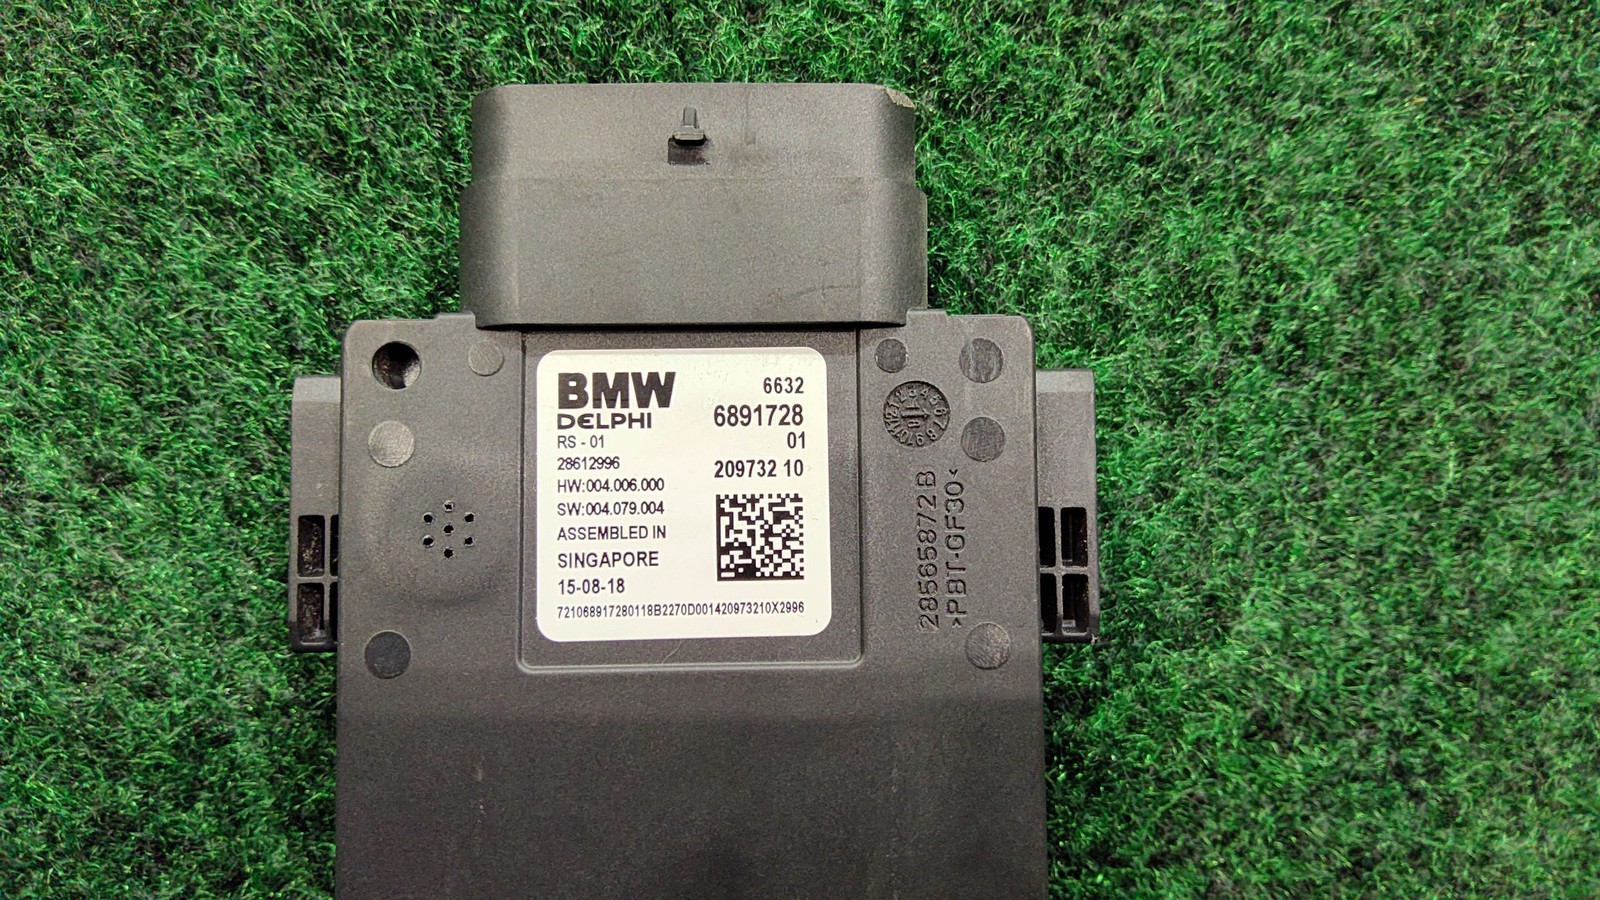 BMW 6632
DELPHI 6891728
RS - 01 01
28612996 209732 10
HW:004.006.000
SW:004.079.004
ASSEMBLED IN
SINGAPORE
15-08-18
721068917280118B2270D001420973210X2996
28565872B
>PBT-GF30<